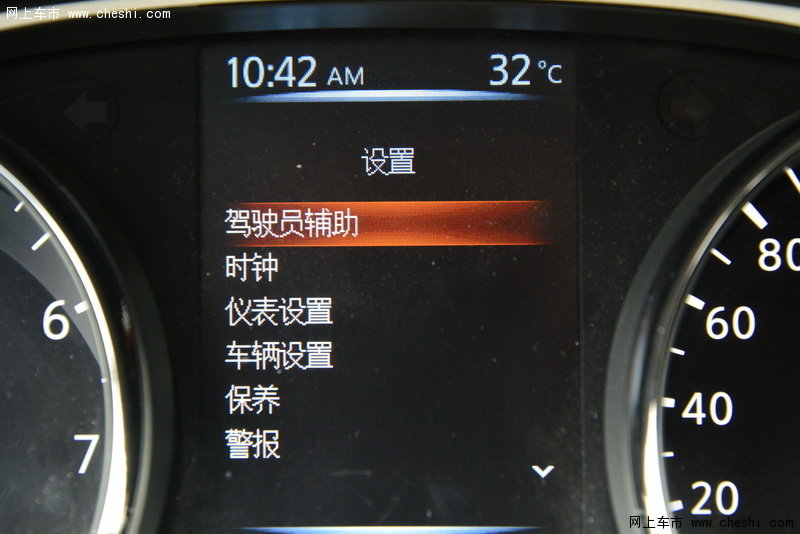 网上车市 www.cheshi.com
10:42 AM 32 °C
设置
驾驶员辅助
时钟
仪表设置
车辆设置
保养
警报
6
7
80
60
40
20
网上车市 www.cheshi.com